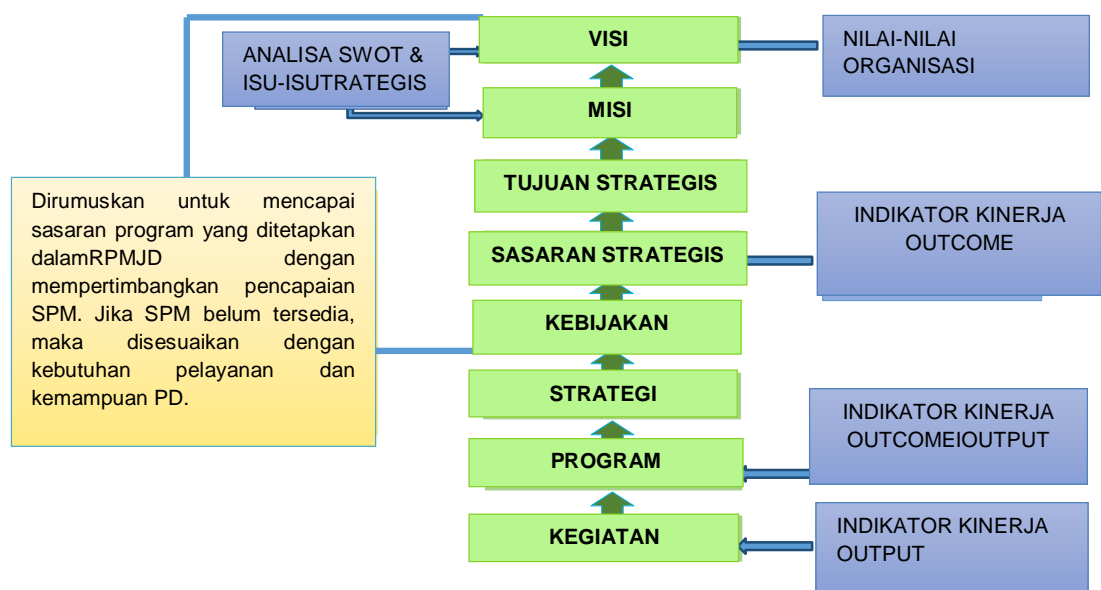 VISI
ANALISA SWOT &
ISU-ISUTRATEGIS
NILAI-NILAI
ORGANISASI
MISI
TUJUAN STRATEGIS
Dirumuskan untuk mencapai
sasaran program yang ditetapkan
dalamRPMJD dengan
mempertimbangkan pencapaian
SPM. Jika SPM belum tersedia,
maka disesuaikan dengan
kebutuhan pelayanan dan
kemampuan PD.
SASARAN STRATEGIS
INDIKATOR KINERJA
OUTCOME
KEBIJAKAN
STRATEGI
PROGRAM
INDIKATOR KINERJA
OUTCOMEIOUTPUT
KEGIATAN
INDIKATOR KINERJA
OUTPUT